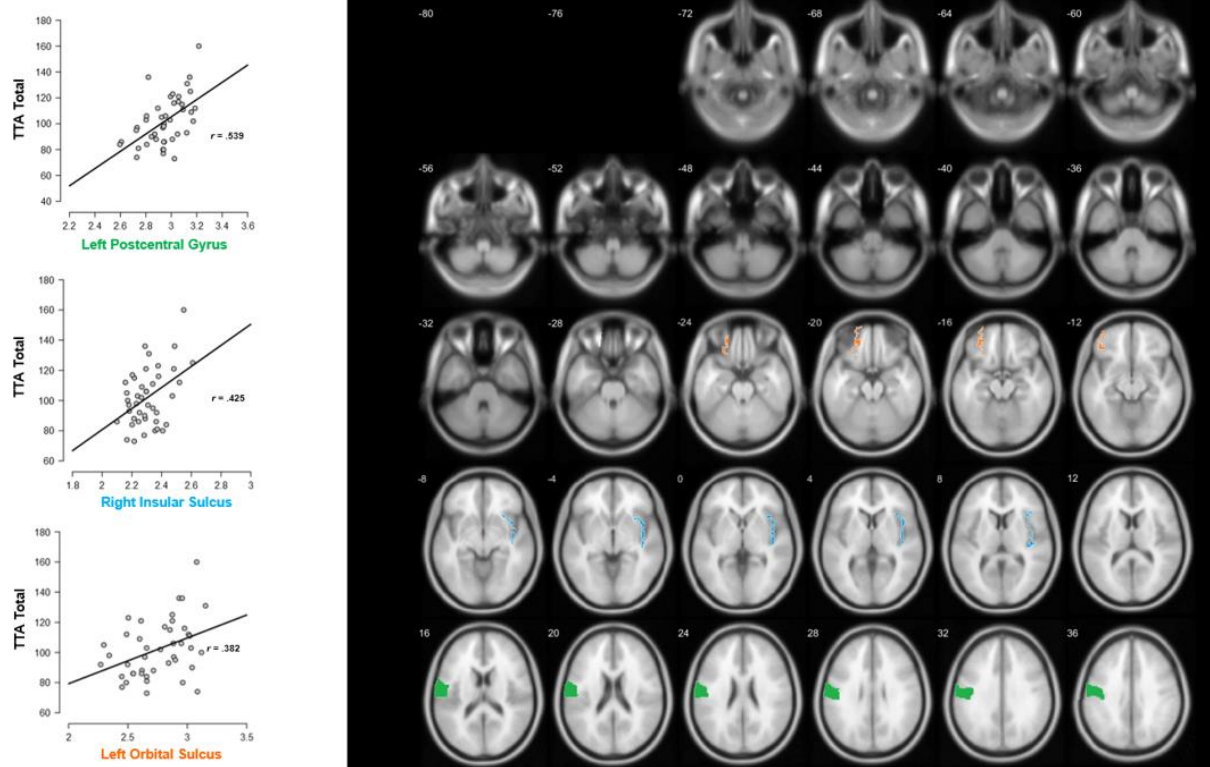 180
160
140
120
100
80
60
40
TTA Total
r = .539
2.2 2.4 2.6 2.8 3 3.2 3.4 3.6
Left Postcentral Gyrus
180
160
140
120
100
80
60
TTA Total
r = .425
1.8 2 2.2 2.4 2.6 2.8 3
Right Insular Sulcus
180
160
140
120
100
80
60
TTA Total
r = .382
2 2.5 3 3.5
Left Orbital Sulcus
-80 -76 -72 -68 -64 -60
-56 -52 -48 -44 -40 -36
-32 -28 -24 -20 -16 -12
-8 -4 0 4 8 12
16 20 24 28 32 36